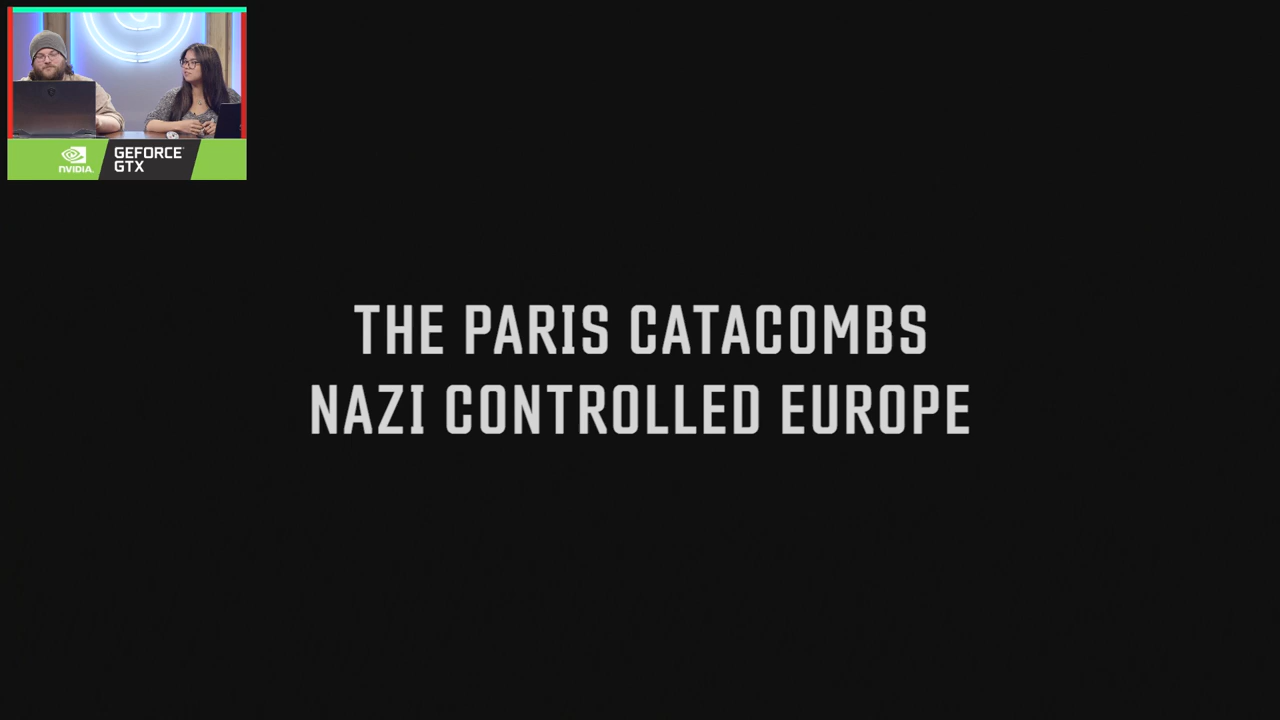 NVIDIA.
GEFORCE
GTX
THE PARIS CATACOMBS
NAZI CONTROLLED EUROPE